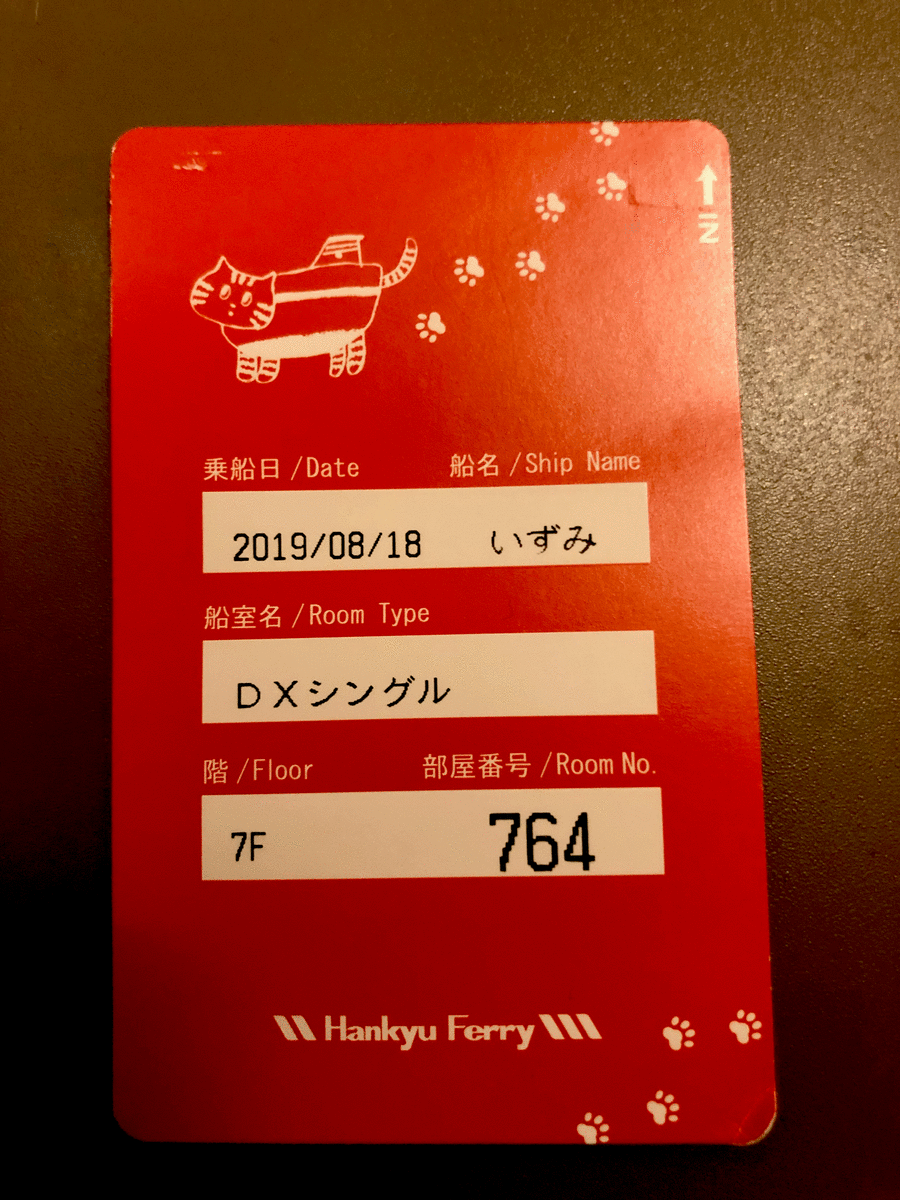 ↑IN
乗船日/Date 船名/Ship Name
2019/08/18 いずみ
船室名/Room Type
DXシングル
階/Floor 部屋番号/Room No.
7F 764
Hankyu Ferry